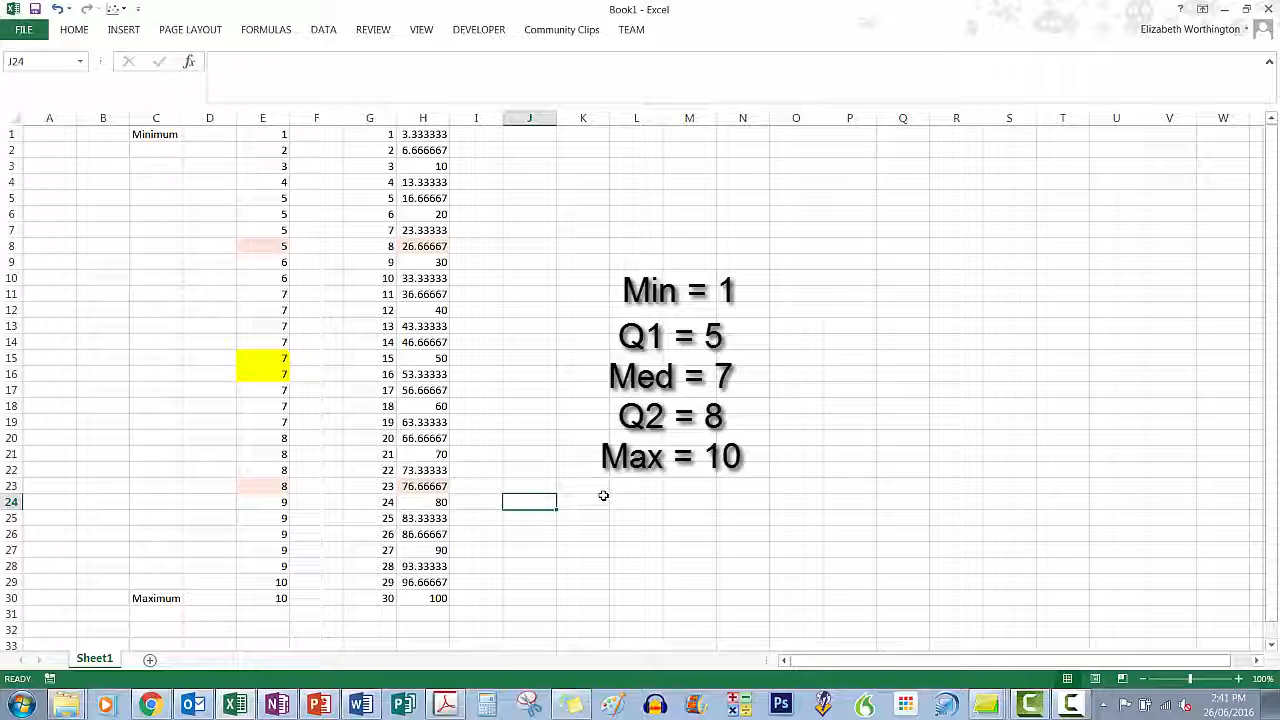 Book1 - Excel
FILE HOME INSERT PAGE LAYOUT FORMULAS DATA REVIEW VIEW DEVELOPER Community Clips TEAM Elizabeth Worthington
J24 fx
A B C D E F G H I J K L M N O P Q R S T U V W
1 Minimum 1 1 3.333333
2 2 2 6.666667
3 3 3 10
4 4 4 13.33333
5 5 5 16.66667
6 5 6 20
7 5 7 23.33333
8 5 8 26.66667
9 6 9 30
10 6 10 33.33333
11 7 11 36.66667
12 7 12 40
13 7 13 43.33333
14 7 14 46.66667
15 7 15 50
16 7 16 53.33333
17 7 17 56.66667
18 7 18 60
19 7 19 63.33333
20 8 20 66.66667
21 8 21 70
22 8 22 73.33333
23 8 23 76.66667
24 9 24 80
25 9 25 83.33333
26 9 26 86.66667
27 9 27 90
28 9 28 93.33333
29 10 29 96.66667
30 Maximum 10 30 100
31
32
33
Min = 1
Q1 = 5
Med = 7
Q2 = 8
Max = 10
Sheet1
READY 100%
2:41 PM
26/06/2016